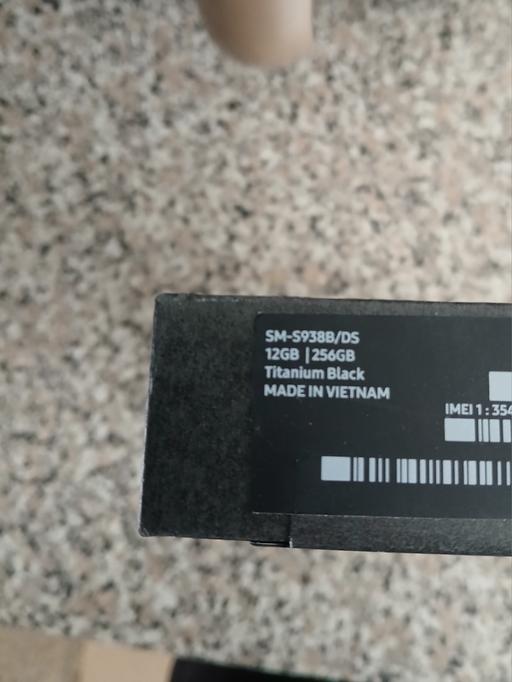 SM-S938B/DS
12GB | 256GB
Titanium Black
MADE IN VIETNAM
IMEI 1 : 354